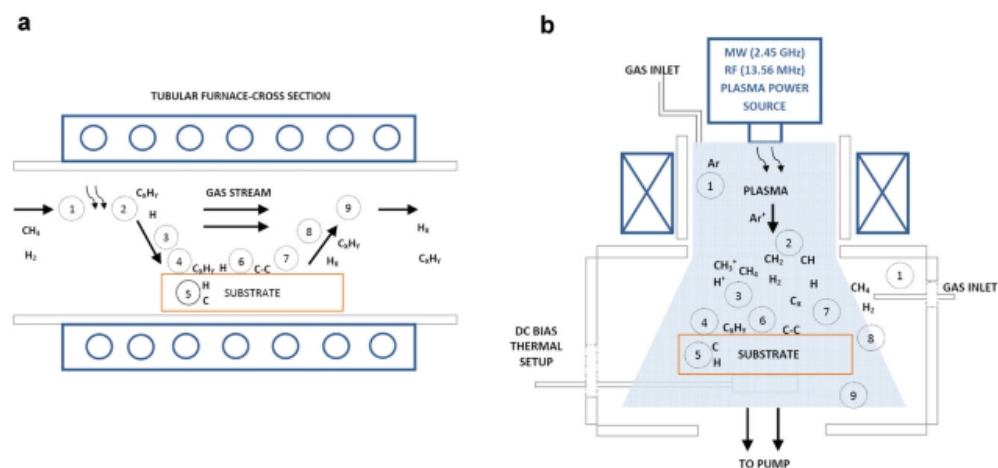 a
TUBULAR FURNACE-CROSS SECTION
CXHY
GAS STREAM
1
2
H
9
CH4
H2
3
8
CXHY
HX
CXHY
4
CXHY H
6
C-C
7
HX
5
H
C
SUBSTRATE
b
MW (2.45 GHz)
RF (13.56 MHz)
PLASMA POWER
SOURCE
GAS INLET
Ar
1
PLASMA
Ar+
2
CH2
CH
CH3+
CH4
H2
H
H+
3
CX
7
CH4
H2
1
GAS INLET
4
CXHY
6
C-C
8
DC BIAS
THERMAL
SETUP
5
C
H
SUBSTRATE
9
TO PUMP